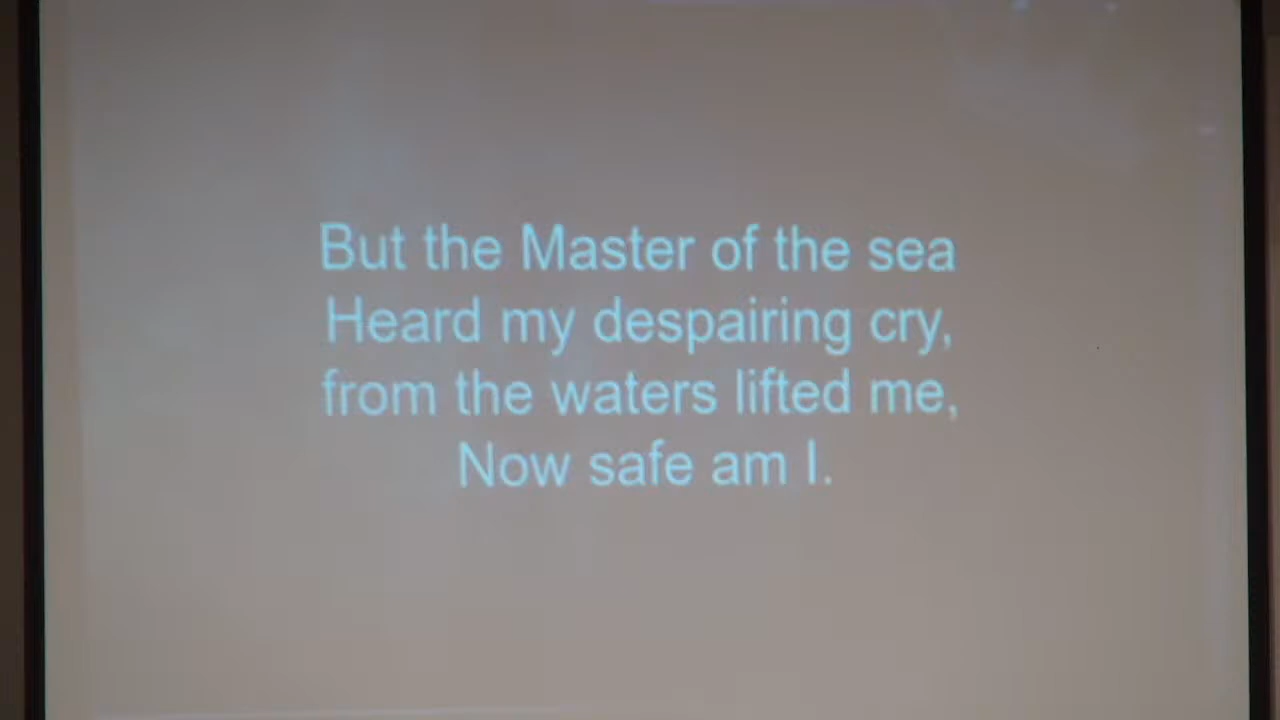 But the Master of the sea
Heard my despairing cry,
from the waters lifted me,
Now safe am I.